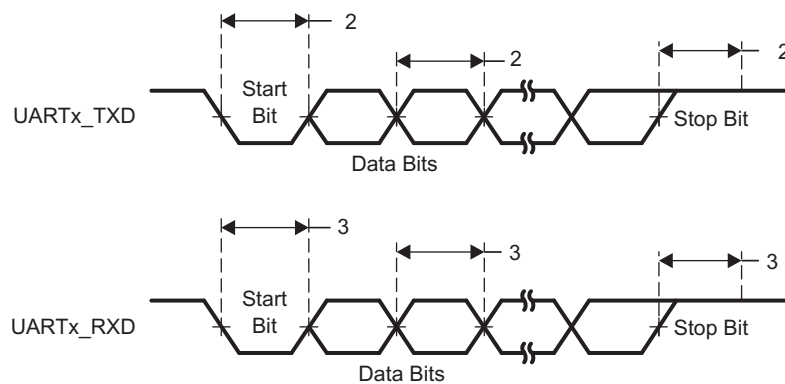 2
2
2
UARTx_TXD
Start
Bit
Stop Bit
Data Bits
3
3
3
UARTx_RXD
Start
Bit
Stop Bit
Data Bits